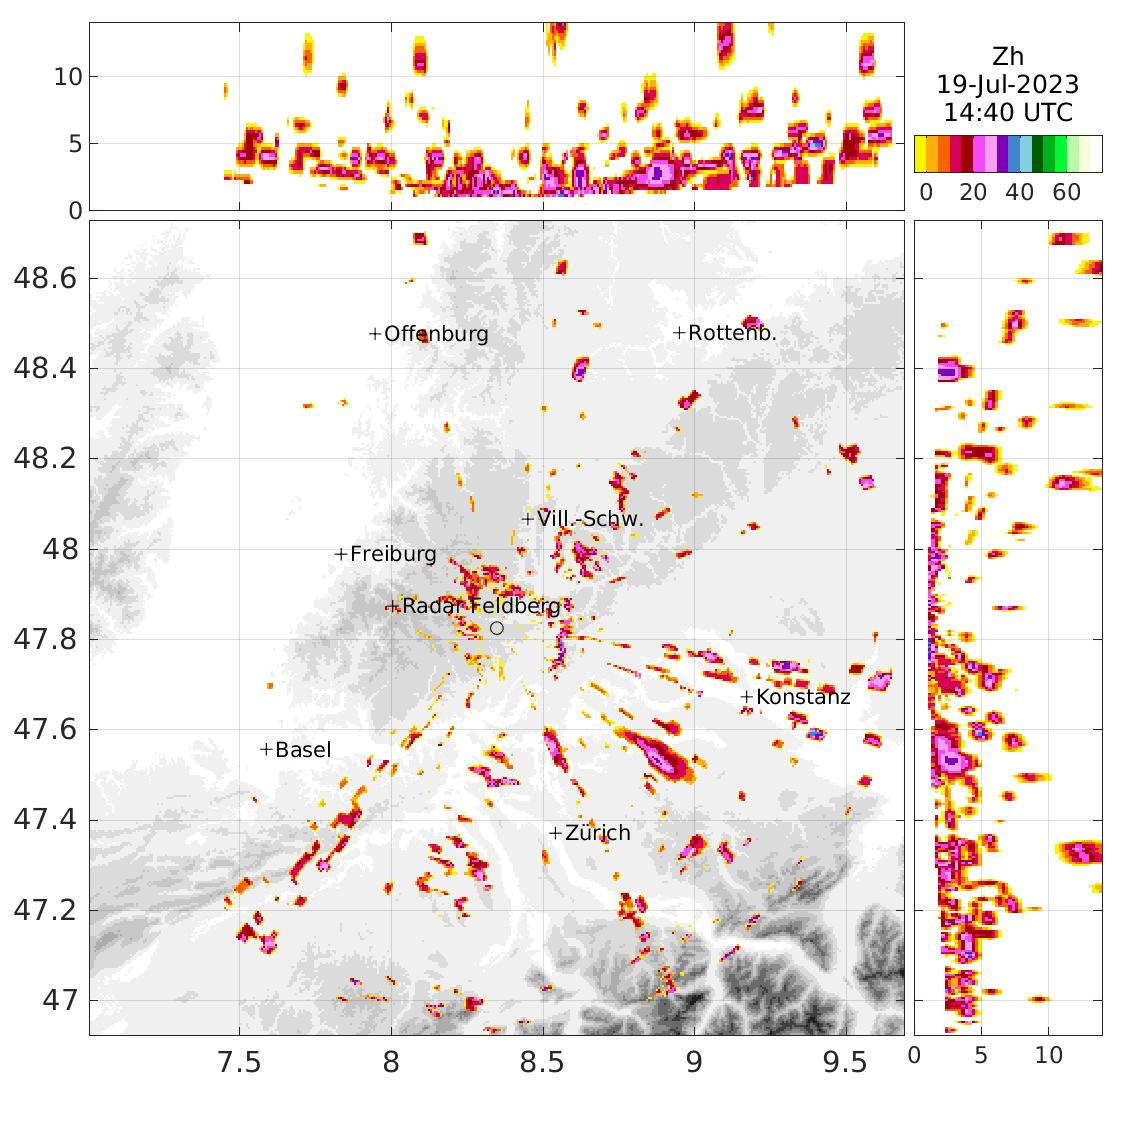 10
5
0
Zh
19-Jul-2023
14:40 UTC
0 20 40 60
48.6
48.4
48.2
48
47.8
47.6
47.4
47.2
47
+Offenburg
+Rottenb.
+Vill.-Schw.
+Freiburg
+Radar Feldberg
+Konstanz
+Basel
+Zürich
7.5 8 8.5 9 9.5
0 5 10